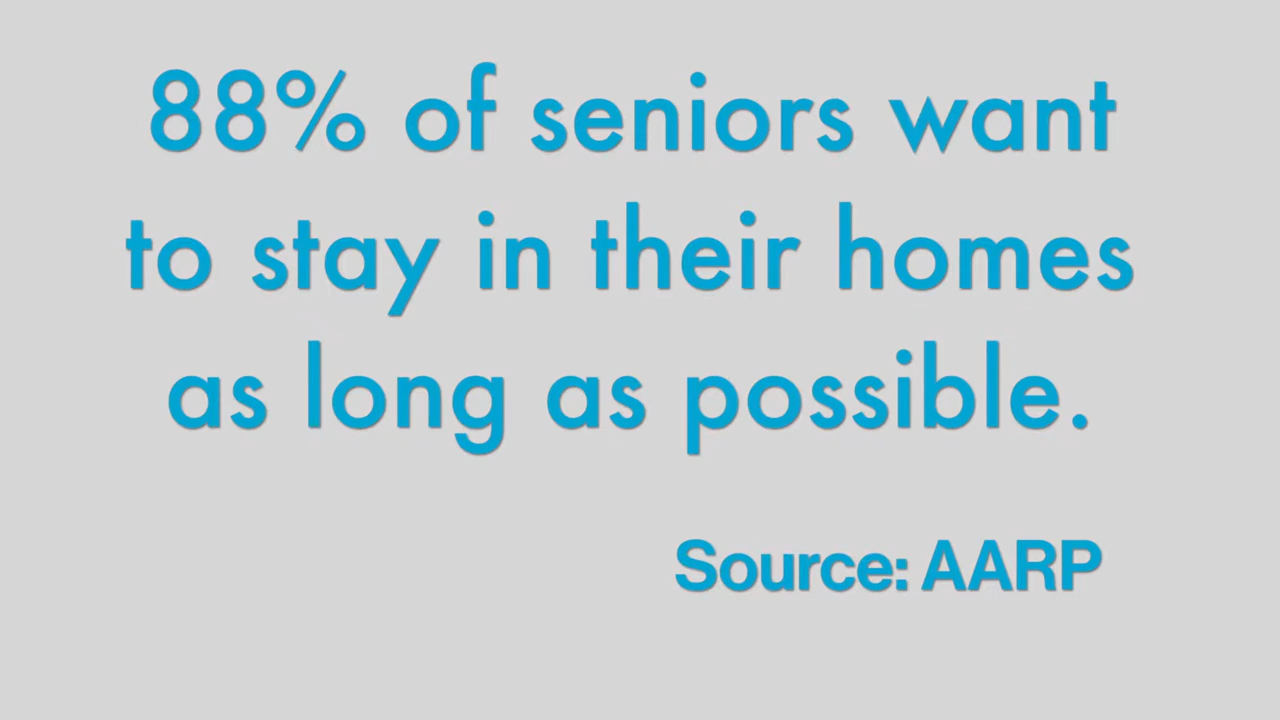 88% of seniors want
to stay in their homes
as long as possible.
Source: AARP